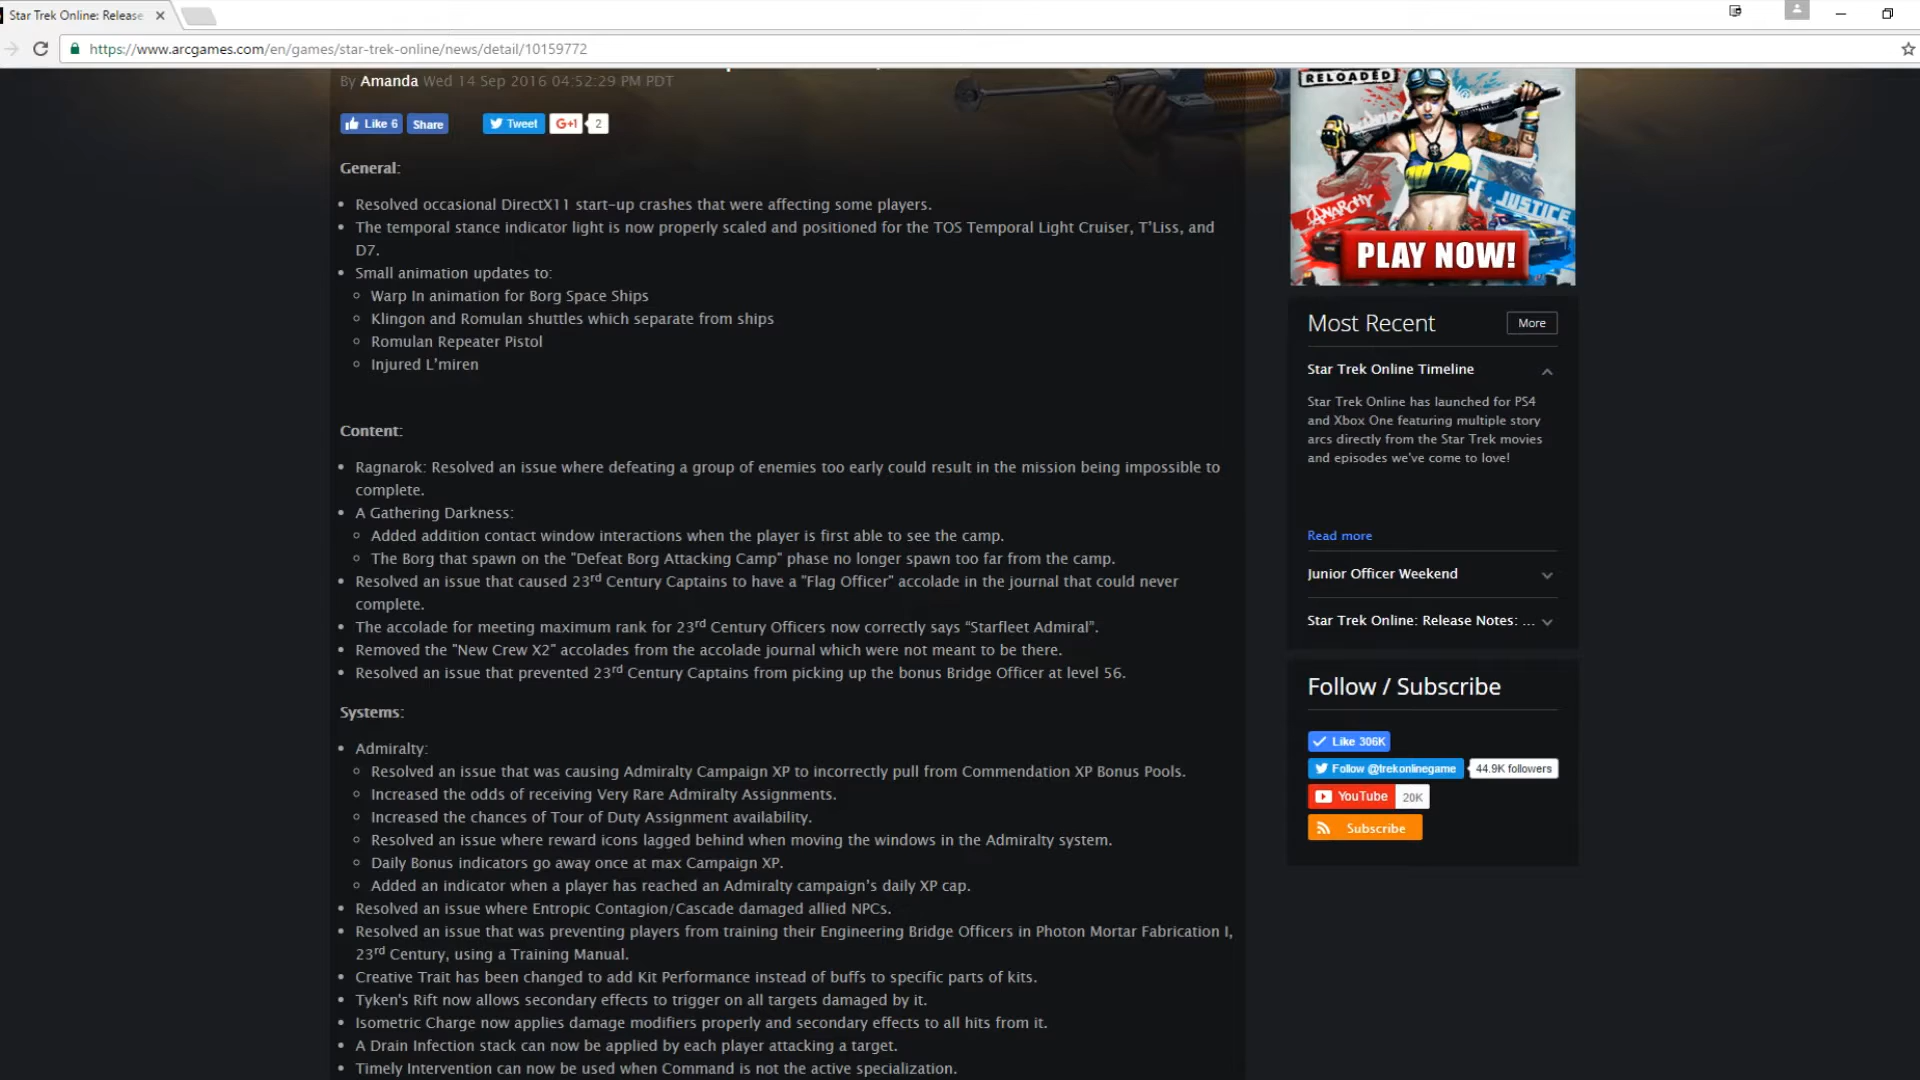 Star Trek Online: Release
https://www.arcgames.com/en/games/star-trek-online/news/detail/10159772
By Amanda Wed 14 Sep 2016 04:52:29 PM PDT
Like 6 Share Tweet G+1 2
General:
• Resolved occasional DirectX11 start-up crashes that were affecting some players.
• The temporal stance indicator light is now properly scaled and positioned for the TOS Temporal Light Cruiser, T’Liss, and
D7.
• Small animation updates to:
◦ Warp In animation for Borg Space Ships
◦ Klingon and Romulan shuttles which separate from ships
◦ Romulan Repeater Pistol
◦ Injured L’miren
Content:
• Ragnarok: Resolved an issue where defeating a group of enemies too early could result in the mission being impossible to
complete.
• A Gathering Darkness:
◦ Added addition contact window interactions when the player is first able to see the camp.
◦ The Borg that spawn on the "Defeat Borg Attacking Camp" phase no longer spawn too far from the camp.
• Resolved an issue that caused 23rd Century Captains to have a "Flag Officer" accolade in the journal that could never
complete.
• The accolade for meeting maximum rank for 23rd Century Officers now correctly says “Starfleet Admiral”.
• Removed the "New Crew X2" accolades from the accolade journal which were not meant to be there.
• Resolved an issue that prevented 23rd Century Captains from picking up the bonus Bridge Officer at level 56.
Systems:
• Admiralty:
◦ Resolved an issue that was causing Admiralty Campaign XP to incorrectly pull from Commendation XP Bonus Pools.
◦ Increased the odds of receiving Very Rare Admiralty Assignments.
◦ Increased the chances of Tour of Duty Assignment availability.
◦ Resolved an issue where reward icons lagged behind when moving the windows in the Admiralty system.
◦ Daily Bonus indicators go away once at max Campaign XP.
◦ Added an indicator when a player has reached an Admiralty campaign’s daily XP cap.
• Resolved an issue where Entropic Contagion/Cascade damaged allied NPCs.
• Resolved an issue that was preventing players from training their Engineering Bridge Officers in Photon Mortar Fabrication I,
23rd Century, using a Training Manual.
• Creative Trait has been changed to add Kit Performance instead of buffs to specific parts of kits.
• Tyken's Rift now allows secondary effects to trigger on all targets damaged by it.
• Isometric Charge now applies damage modifiers properly and secondary effects to all hits from it.
• A Drain Infection stack can now be applied by each player attacking a target.
• Timely Intervention can now be used when Command is not the active specialization.
RELOADED
ANARCHY
JUSTICE
PLAY NOW!
Most Recent More
Star Trek Online Timeline
Star Trek Online has launched for PS4
and Xbox One featuring multiple story
arcs directly from the Star Trek movies
and episodes we've come to love!
Read more
Junior Officer Weekend
Star Trek Online: Release Notes: ...
Follow / Subscribe
Like 306K
Follow @trekonlinegame 44.9K followers
YouTube 20K
Subscribe